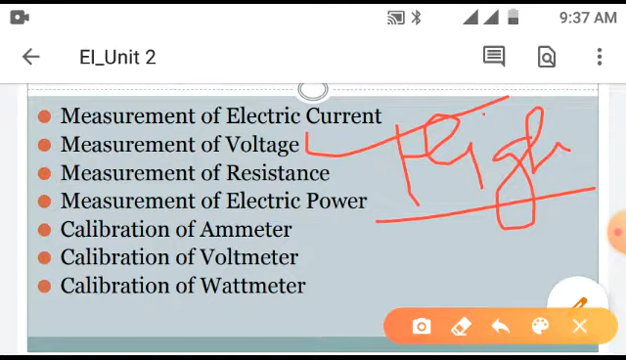 9:37 AM
EI_Unit 2
Measurement of Electric Current
Measurement of Voltage
High
Measurement of Resistance
Measurement of Electric Power
Calibration of Ammeter
Calibration of Voltmeter
Calibration of Wattmeter